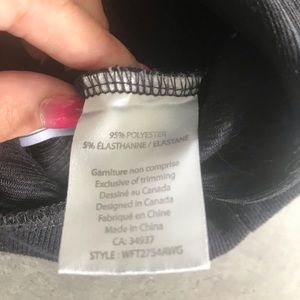 95% POLYESTER
5% ÉLASTHANNE / ELASTANE
Garniture non comprise
Exclusive of trimming
Dessiné au Canada
Designed in Canada
Fabriqué en Chine
Made in China
CA: 34937
STYLE : WFT2754AWG